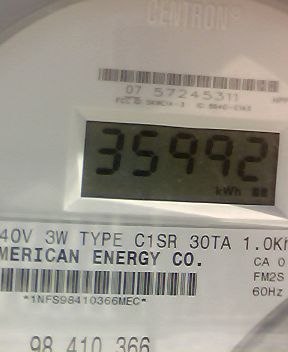 CENTRON®
07 57245311
35992
kWh
40V 3W TYPE C1SR 30TA 1.0Kh
MERICAN ENERGY CO.
CA 0
FM2S
60Hz
*1NFS98410366MEC*
98 410 366